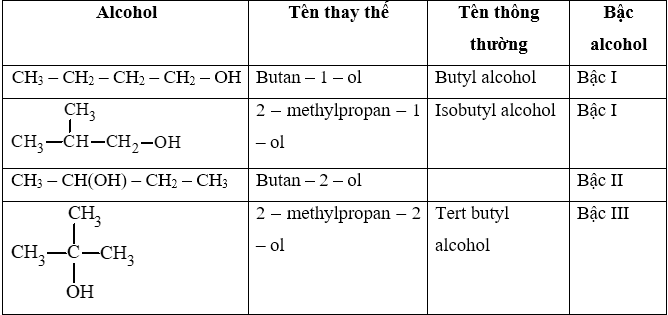 Alcohol Tên thay thế Tên thông thường Bậc alcohol
CH₃ – CH₂ – CH₂ – CH₂ – OH Butan – 1 – ol Butyl alcohol Bậc I
CH₃
CH₃—CH—CH₂—OH
2 – methylpropan – 1
– ol
Isobutyl alcohol
Bậc I
CH₃ – CH(OH) – CH₂ – CH₃ Butan – 2 – ol Bậc II
CH₃
CH₃—C—CH₃
OH
2 – methylpropan – 2
– ol
Tert butyl
alcohol
Bậc III